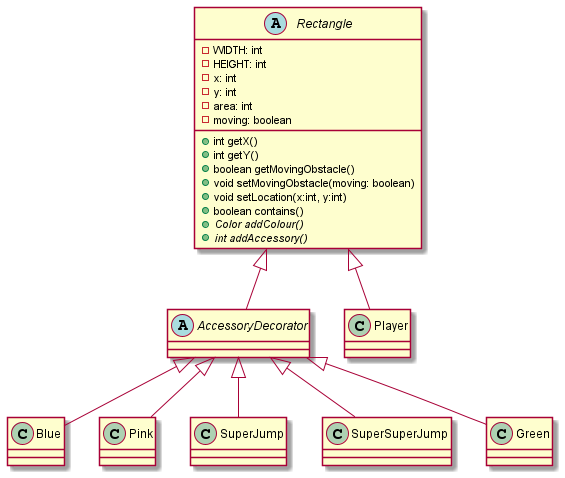 A Rectangle
WIDTH: int
HEIGHT: int
x: int
y: int
area: int
moving: boolean
int getX()
int getY()
boolean getMovingObstacle()
void setMovingObstacle(moving: boolean)
void setLocation(x:int, y:int)
boolean contains()
Color addColour()
int addAccessory()
A AccessoryDecorator
C Player
C Blue
C Pink
C SuperJump
C SuperSuperJump
C Green